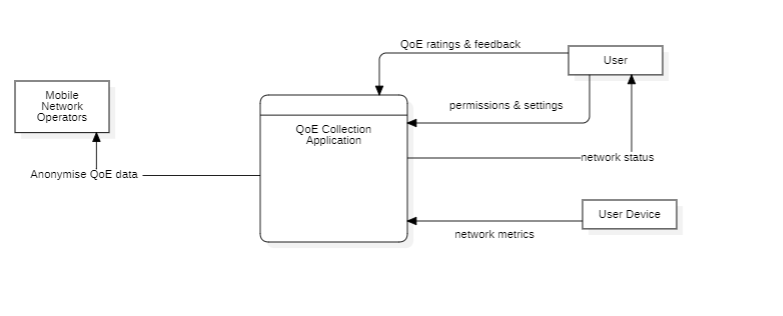 QoE ratings & feedback
User
Mobile
Network
Operators
permissions & settings
QoE Collection
Application
network status
Anonymise QoE data
User Device
network metrics